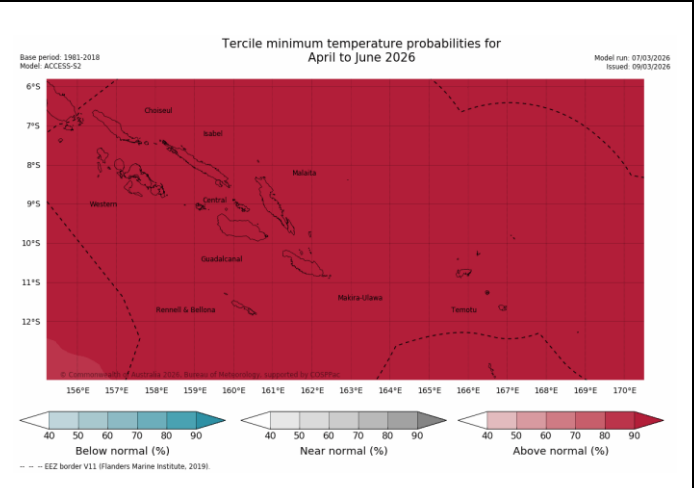 Tercile minimum temperature probabilities for
April to June 2026
Base period: 1981-2018
Model: ACCESS-S2
Model run: 07/03/2026
Issued: 09/03/2026
6°S
7°S
8°S
9°S
10°S
11°S
12°S
Choiseul
Isabel
Malaita
Western
Central
Guadalcanal
Makira-Ulawa
Rennell & Bellona
Temotu
© Commonwealth of Australia 2026, Bureau of Meteorology, supported by COSPPac
156°E 157°E 158°E 159°E 160°E 161°E 162°E 163°E 164°E 165°E 166°E 167°E 168°E 169°E 170°E
40 50 60 70 80 90 40 50 60 70 80 90 40 50 60 70 80 90
Below normal (%) Near normal (%) Above normal (%)
– – – EEZ border V11 (Flanders Marine Institute, 2019).